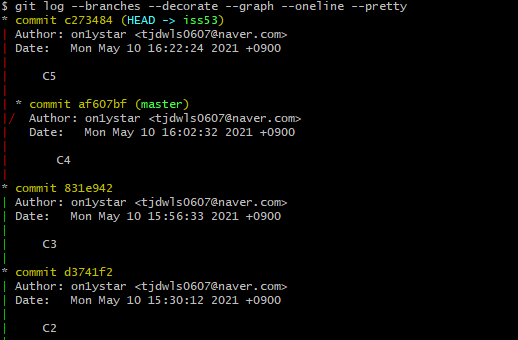 $ git log --branches --decorate --graph --oneline --pretty
* commit c273484 (HEAD -> iss53)
| Author: on1ystar <tjdwls0607@naver.com>
| Date:   Mon May 10 16:22:24 2021 +0900
|
|     C5
|
| * commit af607bf (master)
|/  Author: on1ystar <tjdwls0607@naver.com>
|   Date:   Mon May 10 16:02:32 2021 +0900
|
|       C4
|
* commit 831e942
| Author: on1ystar <tjdwls0607@naver.com>
| Date:   Mon May 10 15:56:33 2021 +0900
|
|     C3
|
* commit d3741f2
| Author: on1ystar <tjdwls0607@naver.com>
| Date:   Mon May 10 15:30:12 2021 +0900
|
|     C2
|